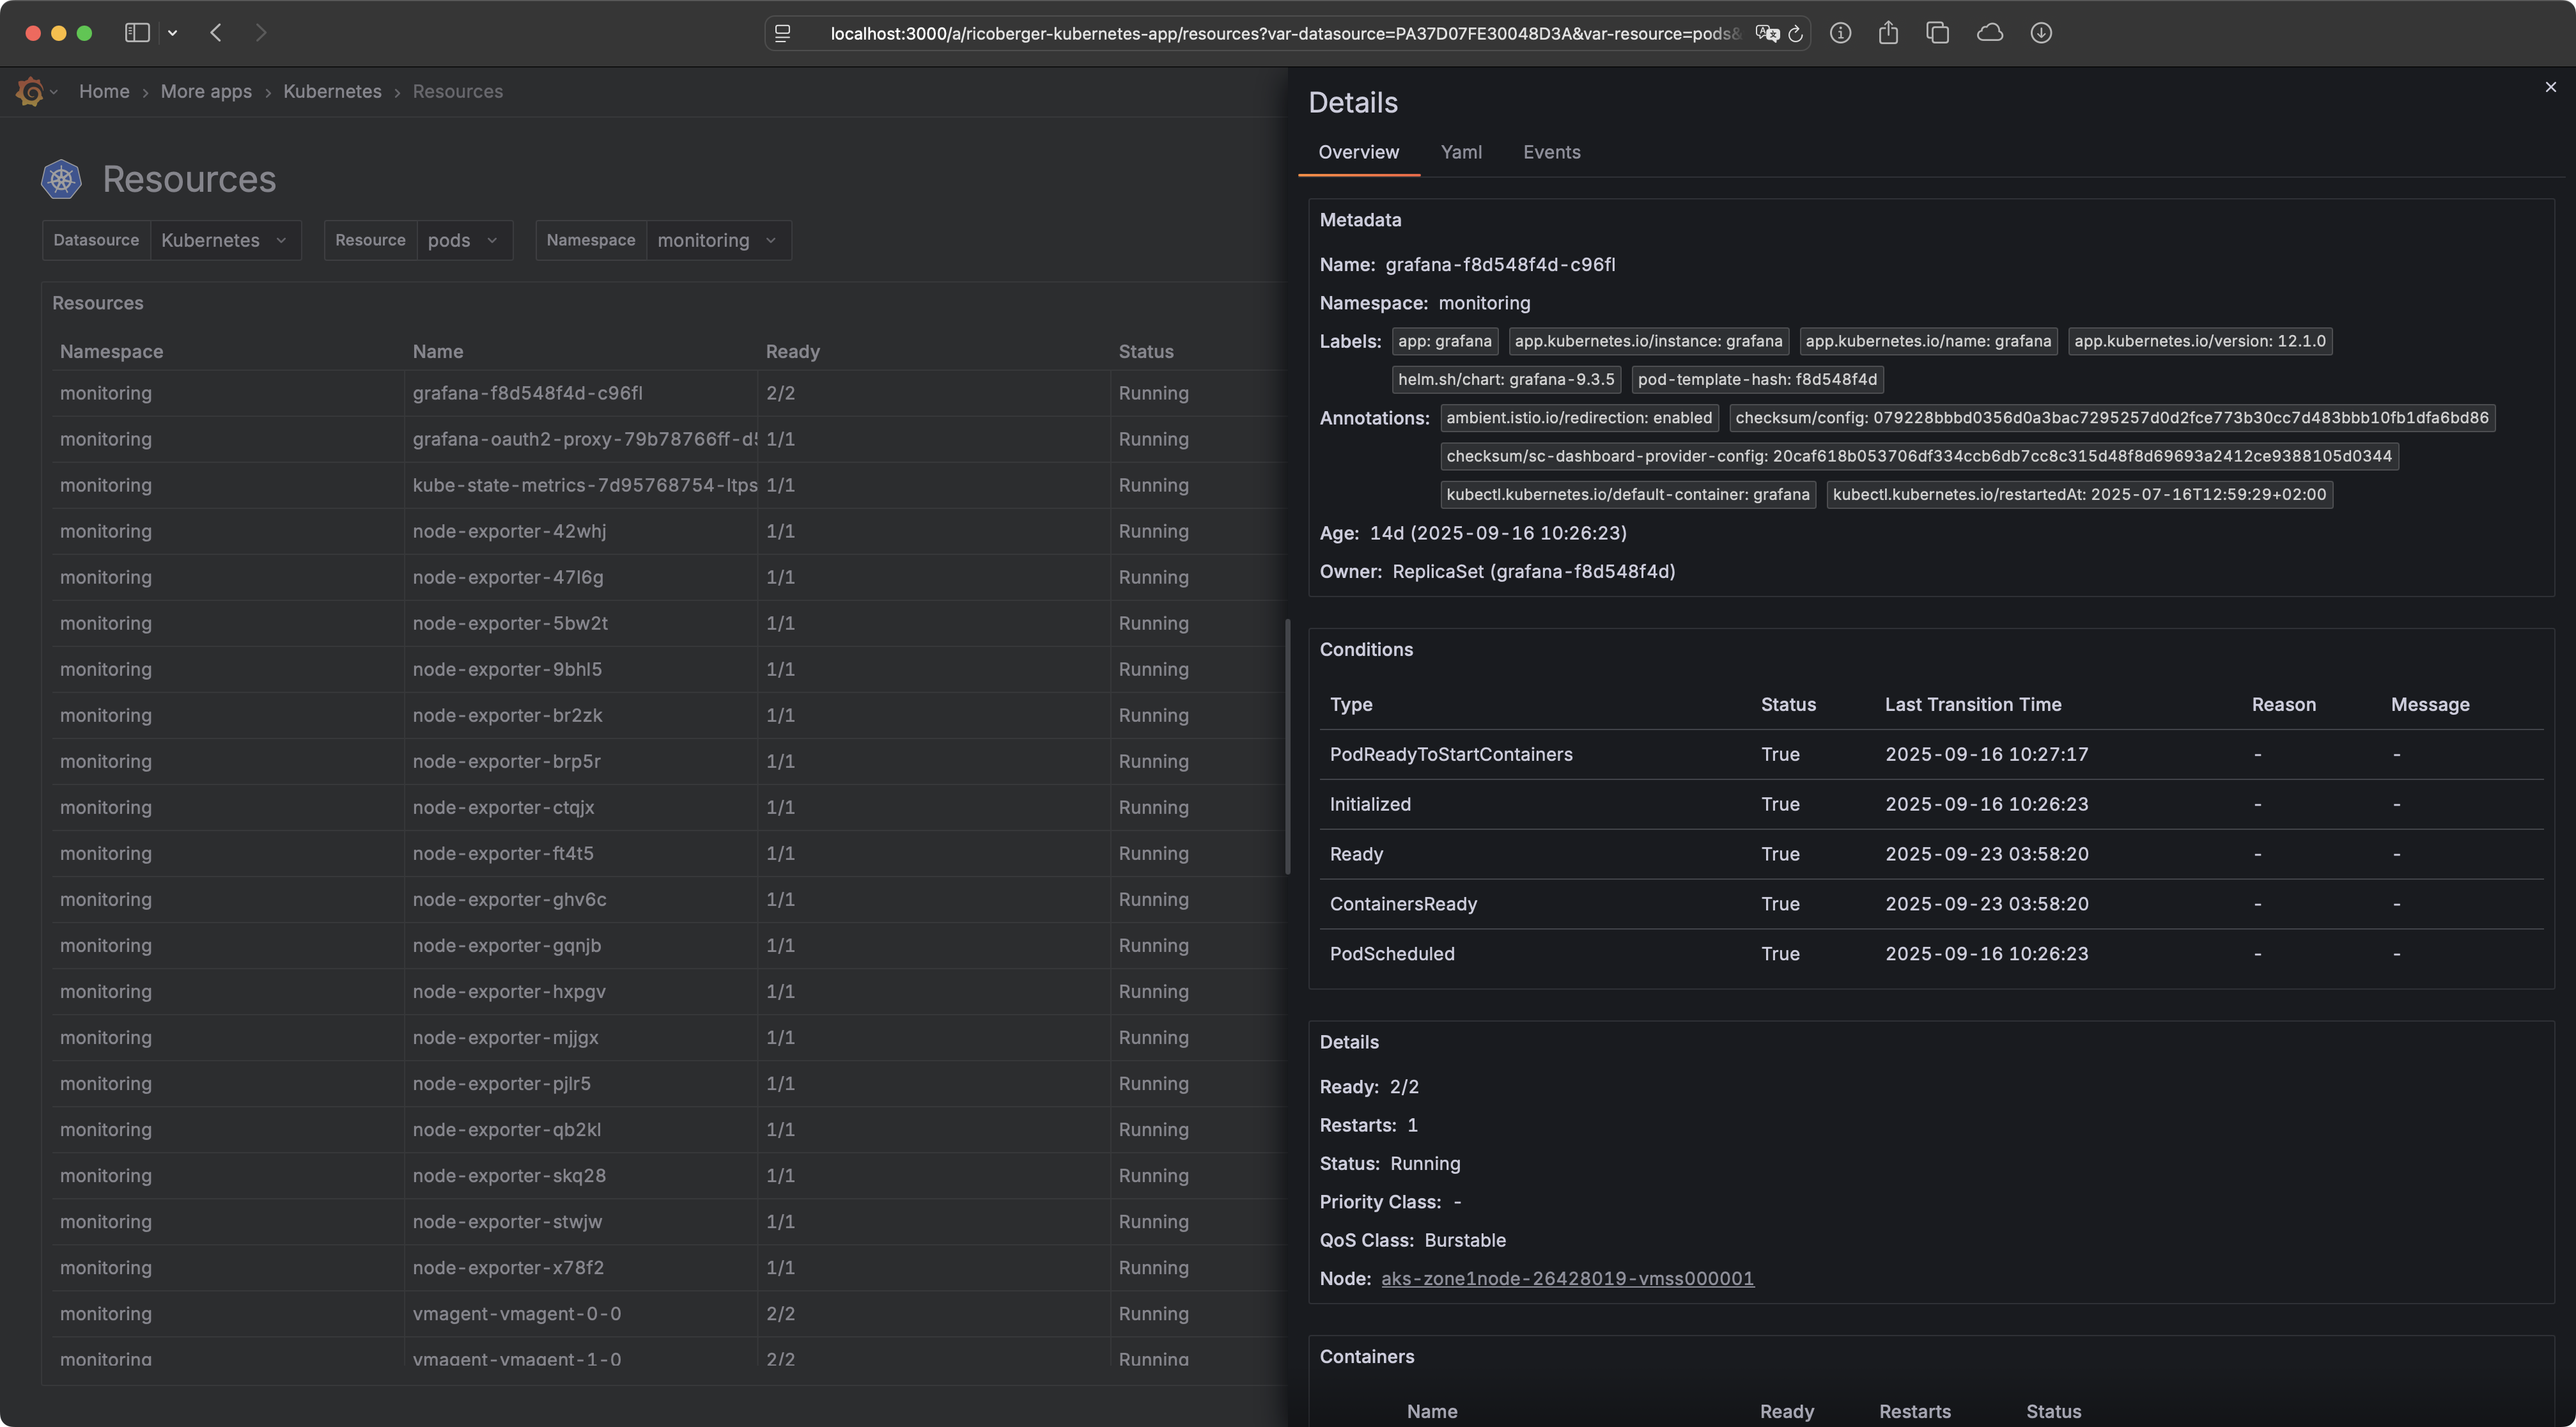 localhost:3000/a/ricoberger-kubernetes-app/resources?var-datasource=PA37D07FE30048D3A&var-resource=pods&
Home › More apps › Kubernetes › Resources
Resources
Datasource Kubernetes Resource pods Namespace monitoring
Resources
Namespace Name Ready Status
monitoring grafana-f8d548f4d-c96fl 2/2 Running
monitoring grafana-oauth2-proxy-79b78766ff-d5 1/1 Running
monitoring kube-state-metrics-7d95768754-ltps 1/1 Running
monitoring node-exporter-42whj 1/1 Running
monitoring node-exporter-47l6g 1/1 Running
monitoring node-exporter-5bw2t 1/1 Running
monitoring node-exporter-9bhl5 1/1 Running
monitoring node-exporter-br2zk 1/1 Running
monitoring node-exporter-brp5r 1/1 Running
monitoring node-exporter-ctqjx 1/1 Running
monitoring node-exporter-ft4t5 1/1 Running
monitoring node-exporter-ghv6c 1/1 Running
monitoring node-exporter-gqnjb 1/1 Running
monitoring node-exporter-hxpgv 1/1 Running
monitoring node-exporter-mjjgx 1/1 Running
monitoring node-exporter-pjlr5 1/1 Running
monitoring node-exporter-qb2kl 1/1 Running
monitoring node-exporter-skq28 1/1 Running
monitoring node-exporter-stwjw 1/1 Running
monitoring node-exporter-x78f2 1/1 Running
monitoring vmagent-vmagent-0-0 2/2 Running
monitoring vmagent-vmagent-1-0 2/2 Running
Details
Overview Yaml Events
Metadata
Name: grafana-f8d548f4d-c96fl
Namespace: monitoring
Labels: app: grafana app.kubernetes.io/instance: grafana app.kubernetes.io/name: grafana app.kubernetes.io/version: 12.1.0
helm.sh/chart: grafana-9.3.5 pod-template-hash: f8d548f4d
Annotations: ambient.istio.io/redirection: enabled checksum/config: 079228bbbd0356d0a3bac7295257d0d2fce773b30cc7d483bbb10fb1dfa6bd86
checksum/sc-dashboard-provider-config: 20caf618b053706df334ccb6db7cc8c315d48f8d69693a2412ce9388105d0344
kubectl.kubernetes.io/default-container: grafana kubectl.kubernetes.io/restartedAt: 2025-07-16T12:59:29+02:00
Age: 14d (2025-09-16 10:26:23)
Owner: ReplicaSet (grafana-f8d548f4d)
Conditions
Type Status Last Transition Time Reason Message
PodReadyToStartContainers True 2025-09-16 10:27:17 - -
Initialized True 2025-09-16 10:26:23 - -
Ready True 2025-09-23 03:58:20 - -
ContainersReady True 2025-09-23 03:58:20 - -
PodScheduled True 2025-09-16 10:26:23 - -
Details
Ready: 2/2
Restarts: 1
Status: Running
Priority Class: -
QoS Class: Burstable
Node: aks-zone1node-26428019-vmss000001
Containers
Name Ready Restarts Status